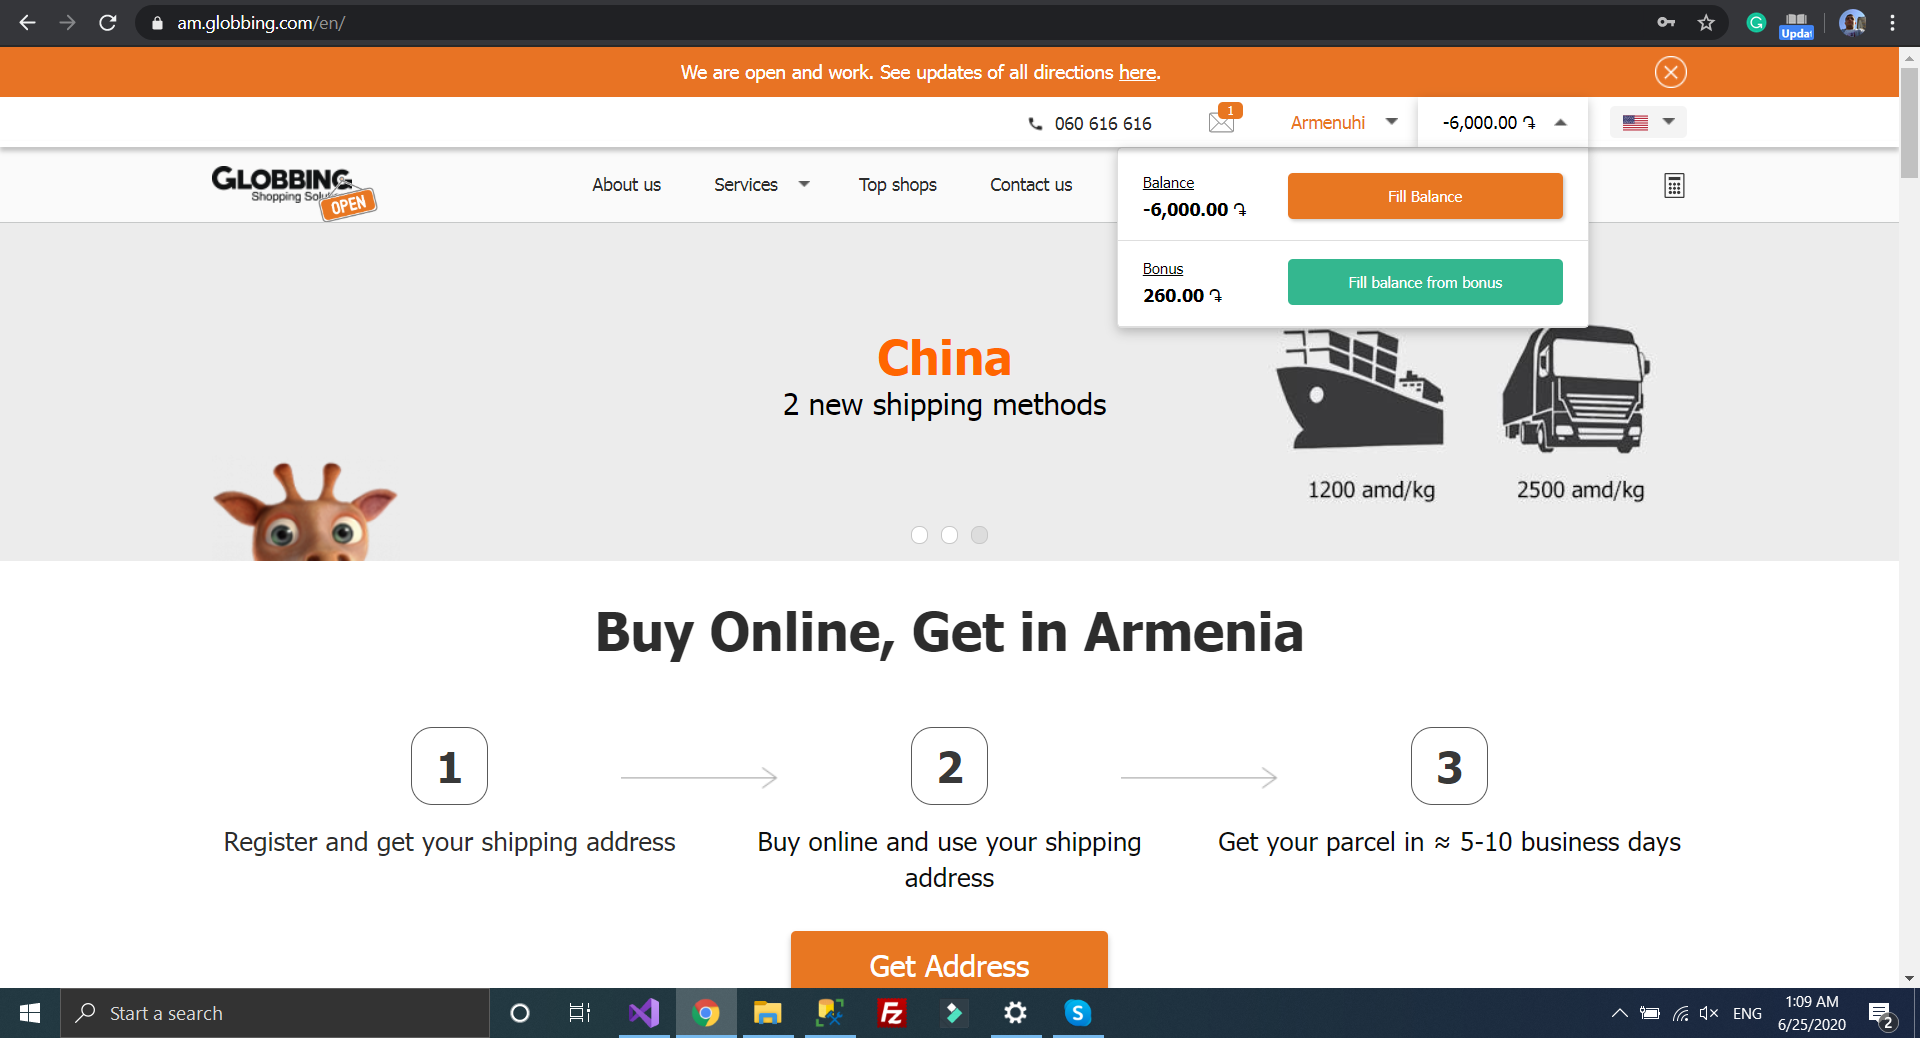 am.globbing.com/en/
Updat
We are open and work. See updates of all directions here.
060 616 616
1
Armenuhi
-6,000.00 ֏
GLOBBING
Shopping Solu
OPEN
About us
Services
Top shops
Contact us
Balance
-6,000.00 ֏
Fill Balance
Bonus
260.00 ֏
Fill balance from bonus
China
2 new shipping methods
1200 amd/kg
2500 amd/kg
Buy Online, Get in Armenia
1
2
3
Register and get your shipping address
Buy online and use your shipping
address
Get your parcel in ≈ 5-10 business days
Get Address
Start a search
ENG
1:09 AM
6/25/2020
2